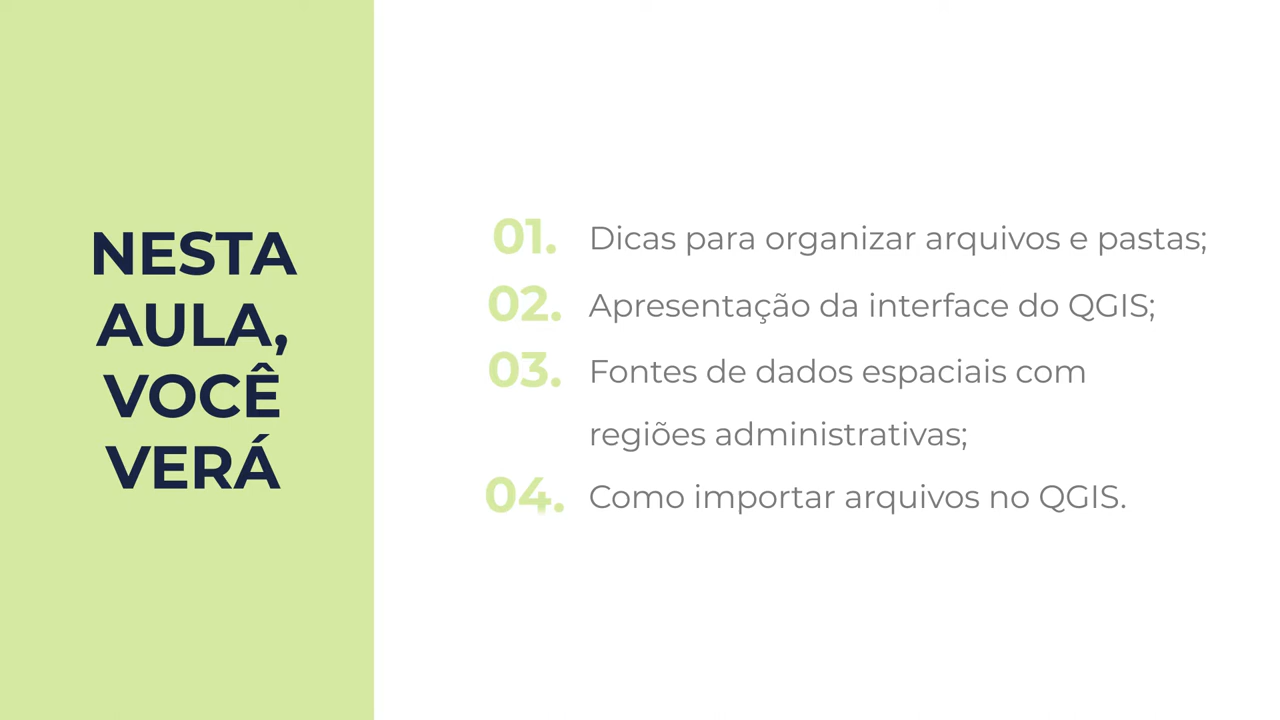 NESTA
AULA,
VOCÊ
VERÁ
01. Dicas para organizar arquivos e pastas;
02. Apresentação da interface do QGIS;
03. Fontes de dados espaciais com
regiões administrativas;
04. Como importar arquivos no QGIS.